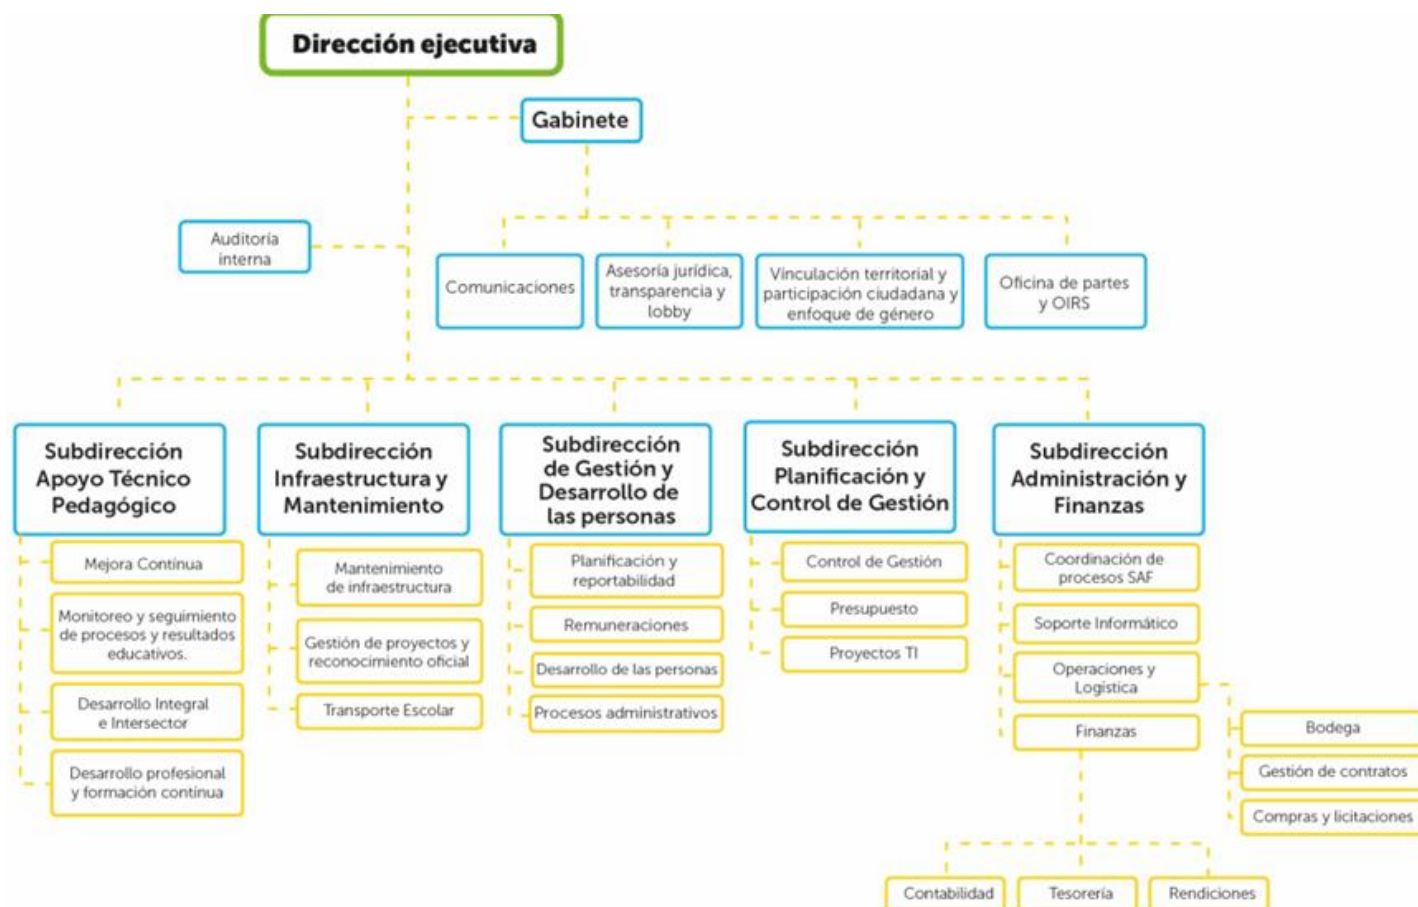 Dirección ejecutiva
Gabinete
Auditoría
interna
Comunicaciones
Asesoría jurídica,
transparencia y
lobby
Vinculación territorial y
participación ciudadana y
enfoque de género
Oficina de partes
y OIRS
Subdirección
Apoyo Técnico
Pedagógico
Mejora Contínua
Monitoreo y seguimiento
de procesos y resultados
educativos.
Desarrollo Integral
e Intersector
Desarrollo profesional
y formación contínua
Subdirección
Infraestructura y
Mantenimiento
Mantenimiento
de infraestructura
Gestión de proyectos y
reconocimiento oficial
Transporte Escolar
Subdirección
de Gestión y
Desarrollo de
las personas
Planificación y
reportabilidad
Remuneraciones
Desarrollo de las personas
Procesos administrativos
Subdirección
Planificación y
Control de Gestión
Control de Gestión
Presupuesto
Proyectos TI
Subdirección
Administración y
Finanzas
Coordinación de
procesos SAF
Soporte Informático
Operaciones y
Logística
Finanzas
Bodega
Gestión de contratos
Compras y licitaciones
Contabilidad
Tesorería
Rendiciones